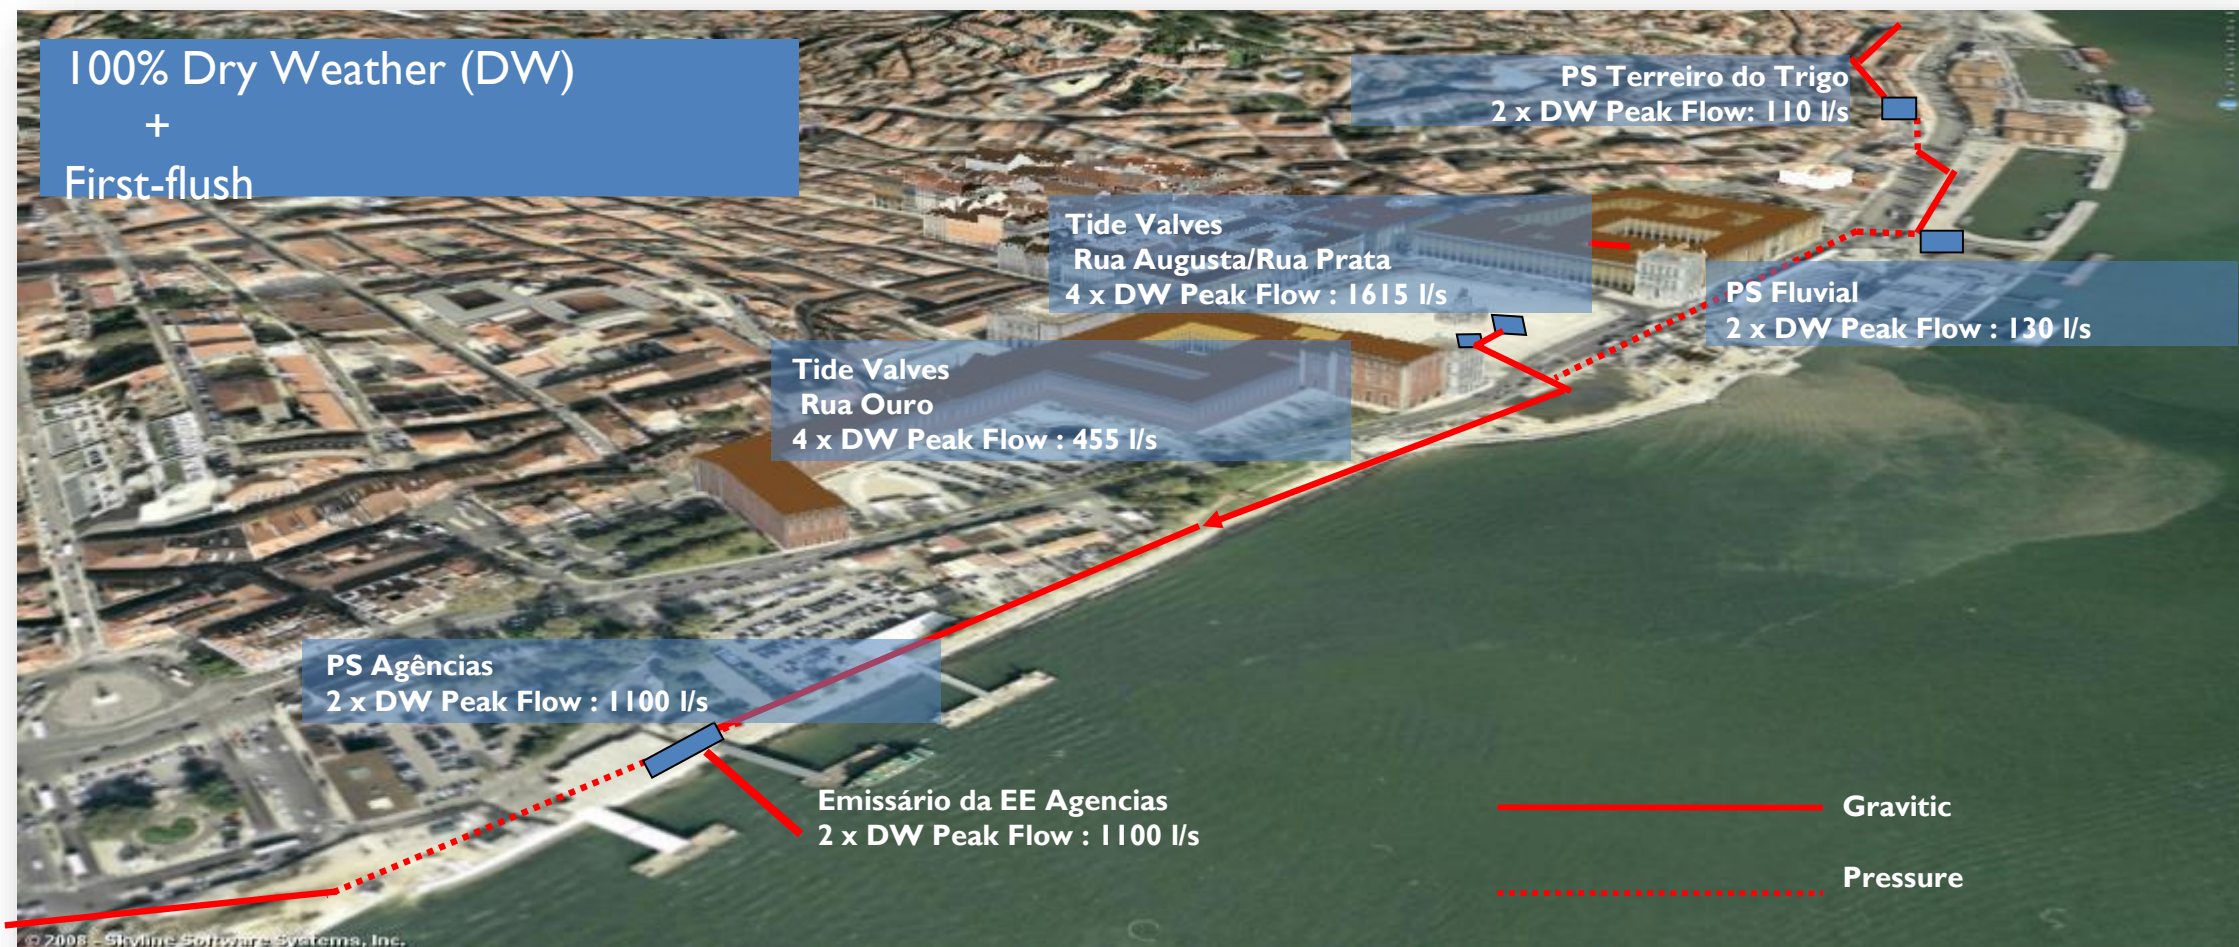 100% Dry Weather (DW)
+
First-flush
PS Terreiro do Trigo
2 x DW Peak Flow: 110 l/s
Tide Valves
Rua Augusta/Rua Prata
4 x DW Peak Flow : 1615 l/s
PS Fluvial
2 x DW Peak Flow : 130 l/s
Tide Valves
Rua Ouro
4 x DW Peak Flow : 455 l/s
PS Agências
2 x DW Peak Flow : 1100 l/s
Emissário da EE Agencias
2 x DW Peak Flow : 1100 l/s
Gravitic
Pressure
© 2008 - Skyline Software Systems, Inc.